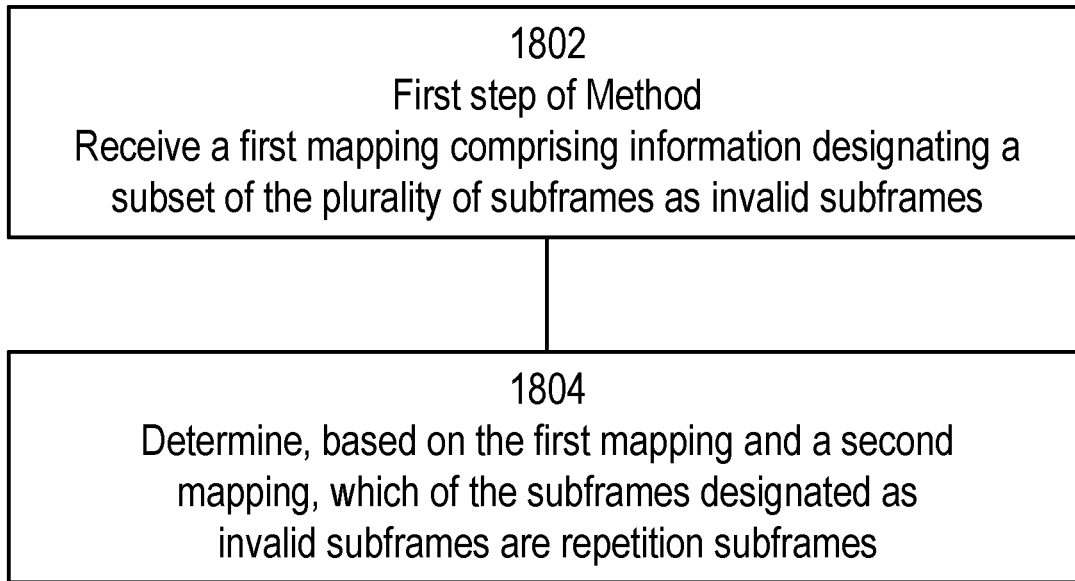 1802
First step of Method
Receive a first mapping comprising information designating a
subset of the plurality of subframes as invalid subframes
1804
Determine, based on the first mapping and a second
mapping, which of the subframes designated as
invalid subframes are repetition subframes